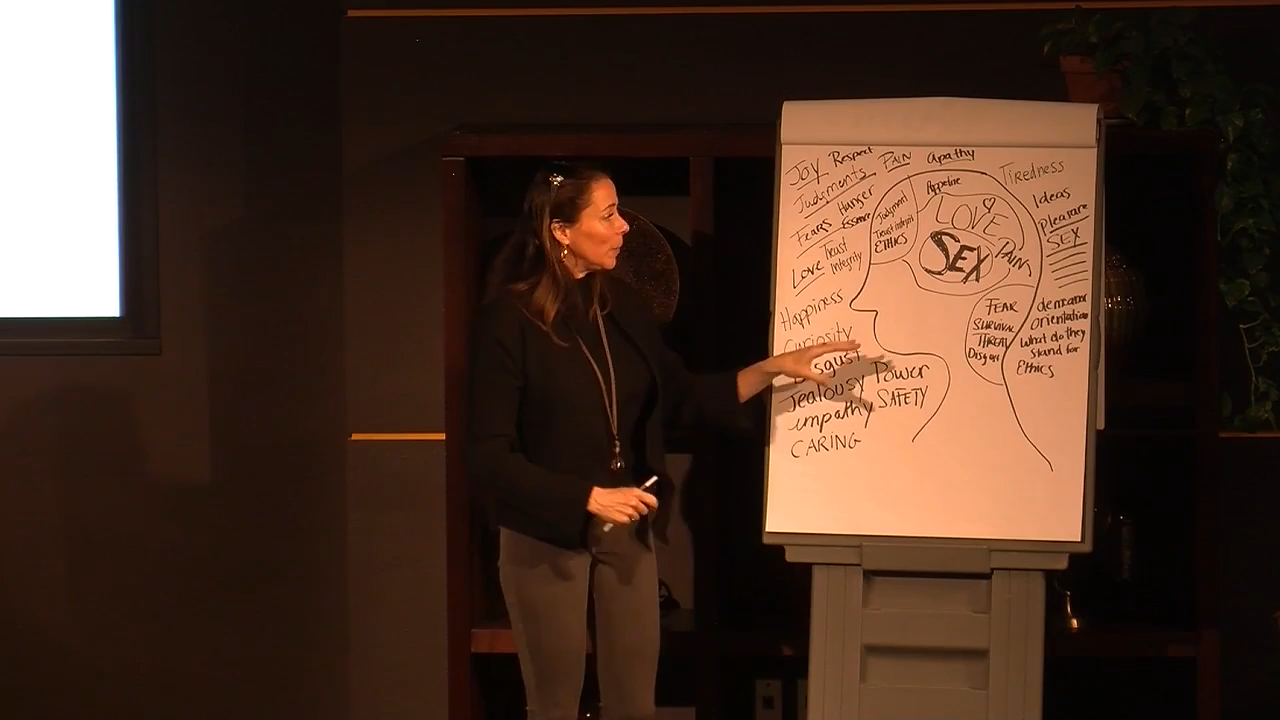 Joy Respect PAIN apathy
Judgments
Fears Hunger
Essence
Love Trust
Integrity
Happiness
Curiosity
Disgust
Jealousy Power
empathy SAFETY
CARING
Appetite
Judgment
Trust integrity
ETHICS
LOVE
SEX
PAIN
FEAR
SURVIVAL
THREAT
Disgust
Tiredness
Ideas
Pleasure
SEX
demeanor
orientation
What do they
stand for
Ethics